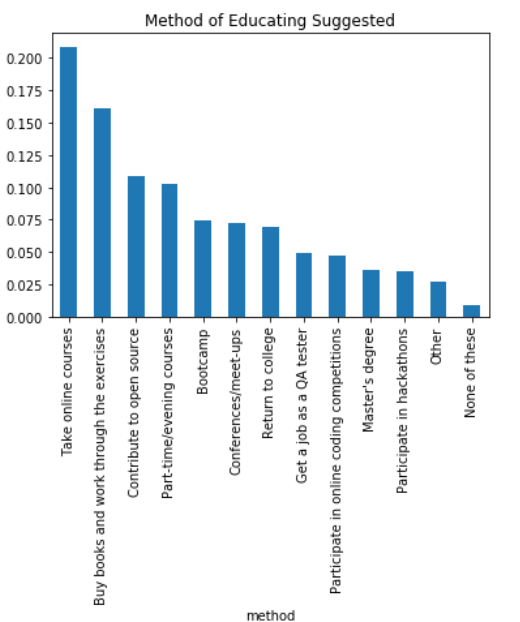 Method of Educating Suggested
0.200
0.175
0.150
0.125
0.100
0.075
0.050
0.025
0.000
Take online courses
Buy books and work through the exercises
Contribute to open source
Part-time/evening courses
Bootcamp
Conferences/meet-ups
Return to college
Get a job as a QA tester
Participate in online coding competitions
Master's degree
Participate in hackathons
Other
None of these
method